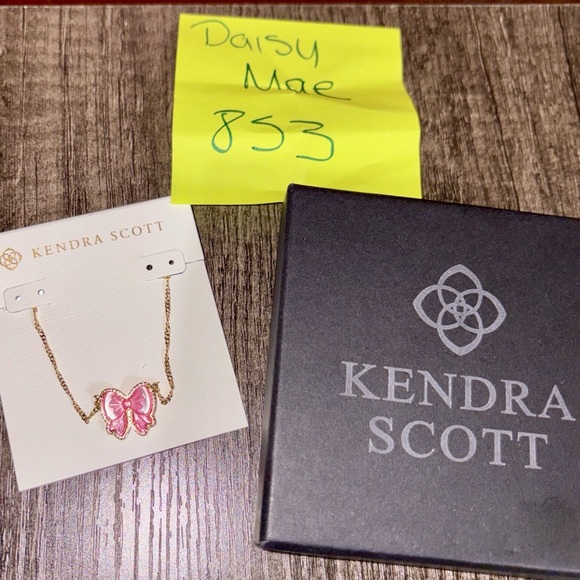 Daisy
Mae
853
KENDRA SCOTT
KENDRA
SCOTT